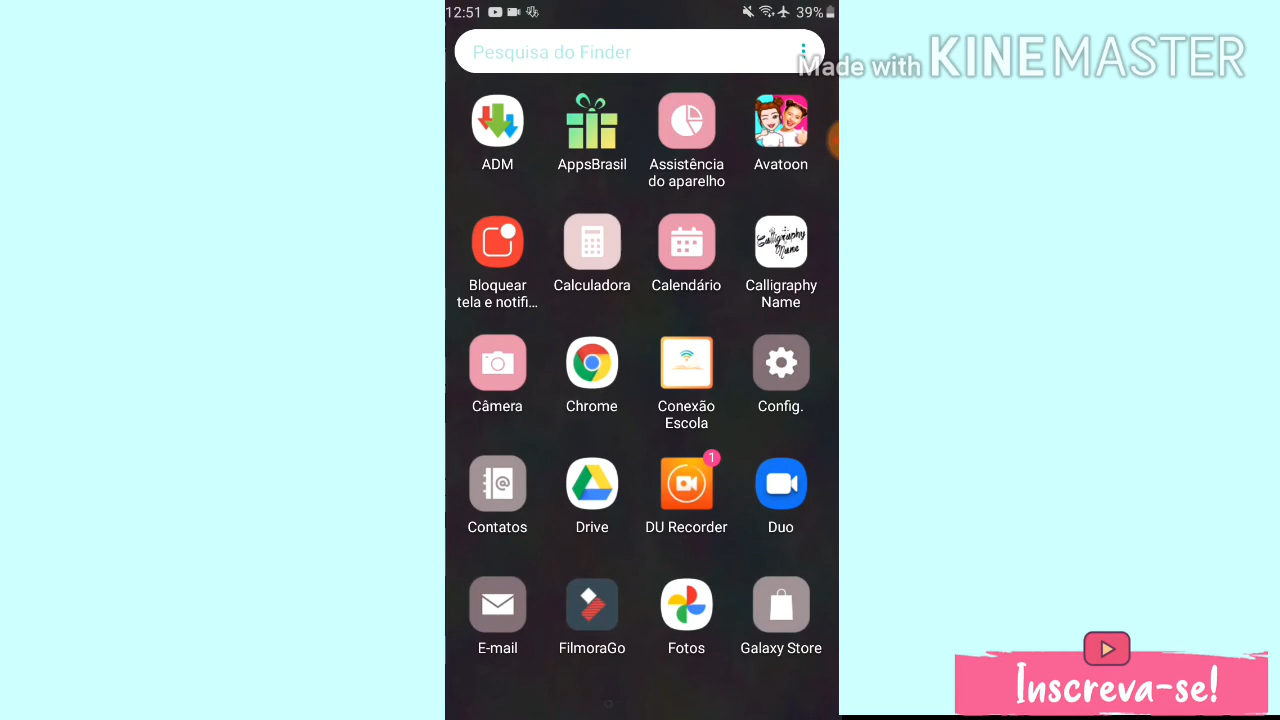 12:51
39%
Pesquisa do Finder
Made with KINEMASTER
ADM
AppsBrasil
Assistência
do aparelho
Avatoon
Bloquear
tela e notifi...
Calculadora
Calendário
Calligraphy
Name
Calligraphy
Name
Câmera
Chrome
Conexão
Escola
Config.
Contatos
Drive
1
DU Recorder
Duo
E-mail
FilmoraGo
Fotos
Galaxy Store
Inscreva-se!